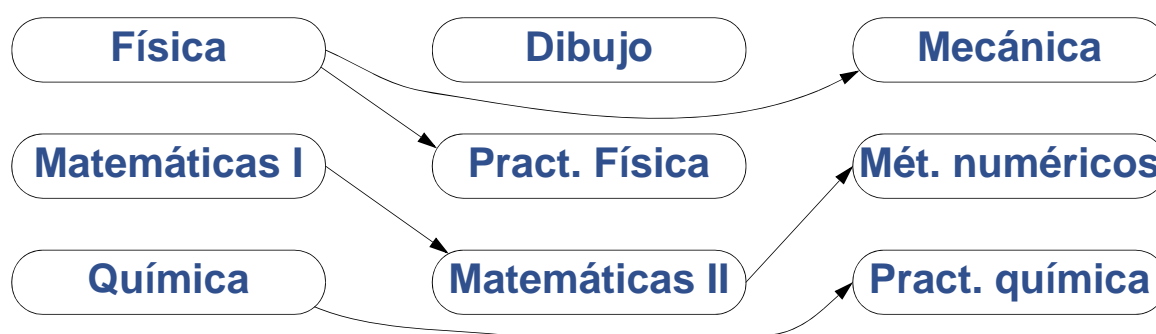 Física
Dibujo
Mecánica
Matemáticas I
Pract. Física
Mét. numéricos
Química
Matemáticas II
Pract. química